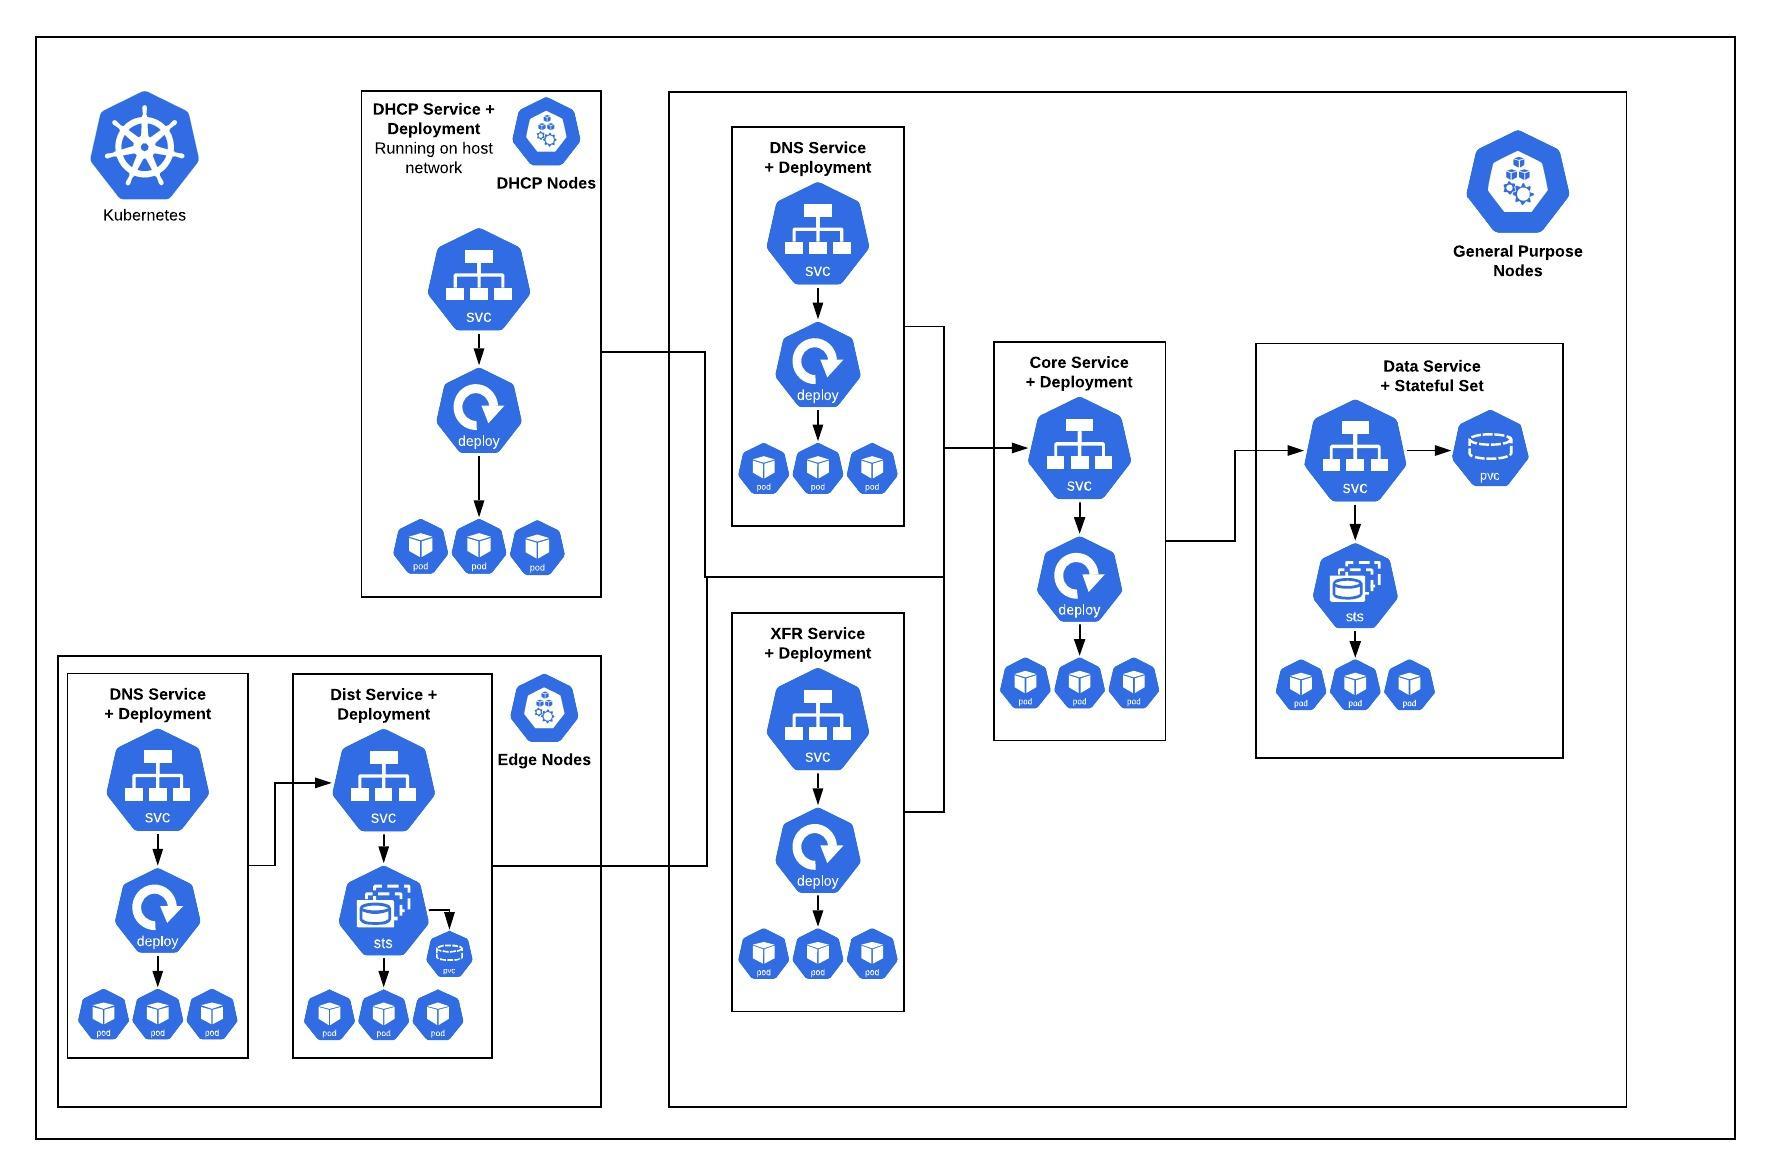 Kubernetes
DHCP Service +
Deployment
Running on host
network
DHCP Nodes
svc
deploy
pod
pod
pod
DNS Service
+ Deployment
svc
deploy
pod
pod
pod
General Purpose
Nodes
Core Service
+ Deployment
svc
deploy
pod
pod
pod
Data Service
+ Stateful Set
svc
pvc
sts
pod
pod
pod
XFR Service
+ Deployment
svc
deploy
pod
pod
pod
DNS Service
+ Deployment
svc
deploy
pod
pod
pod
Dist Service +
Deployment
svc
sts
pvc
pod
pod
pod
Edge Nodes